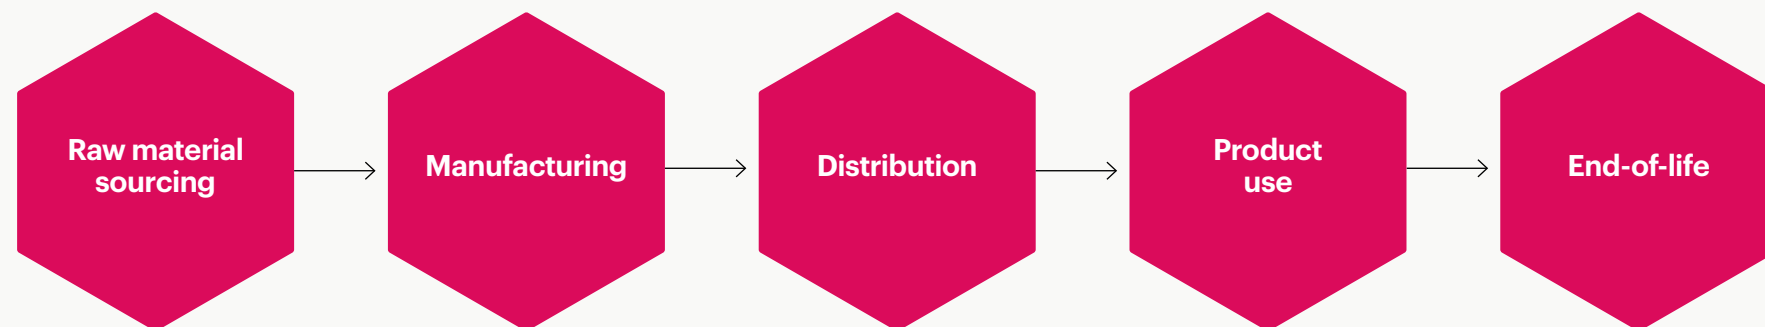 Raw material
sourcing
Manufacturing
Distribution
Product
use
End-of-life